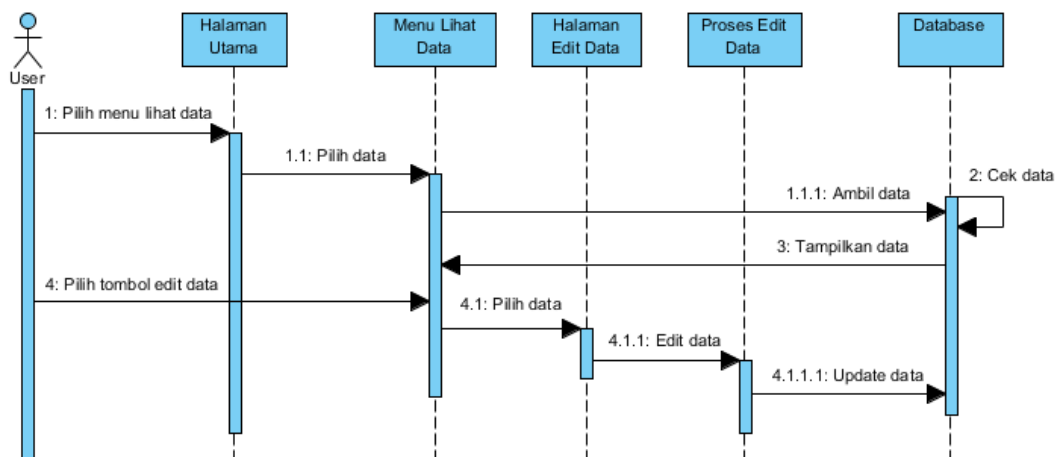 Halaman
Utama
Menu Lihat
Data
Halaman
Edit Data
Proses Edit
Data
Database
User
1: Pilih menu lihat data
1.1: Pilih data
2: Cek data
1.1.1: Ambil data
3: Tampilkan data
4: Pilih tombol edit data
4.1: Pilih data
4.1.1: Edit data
4.1.1.1: Update data